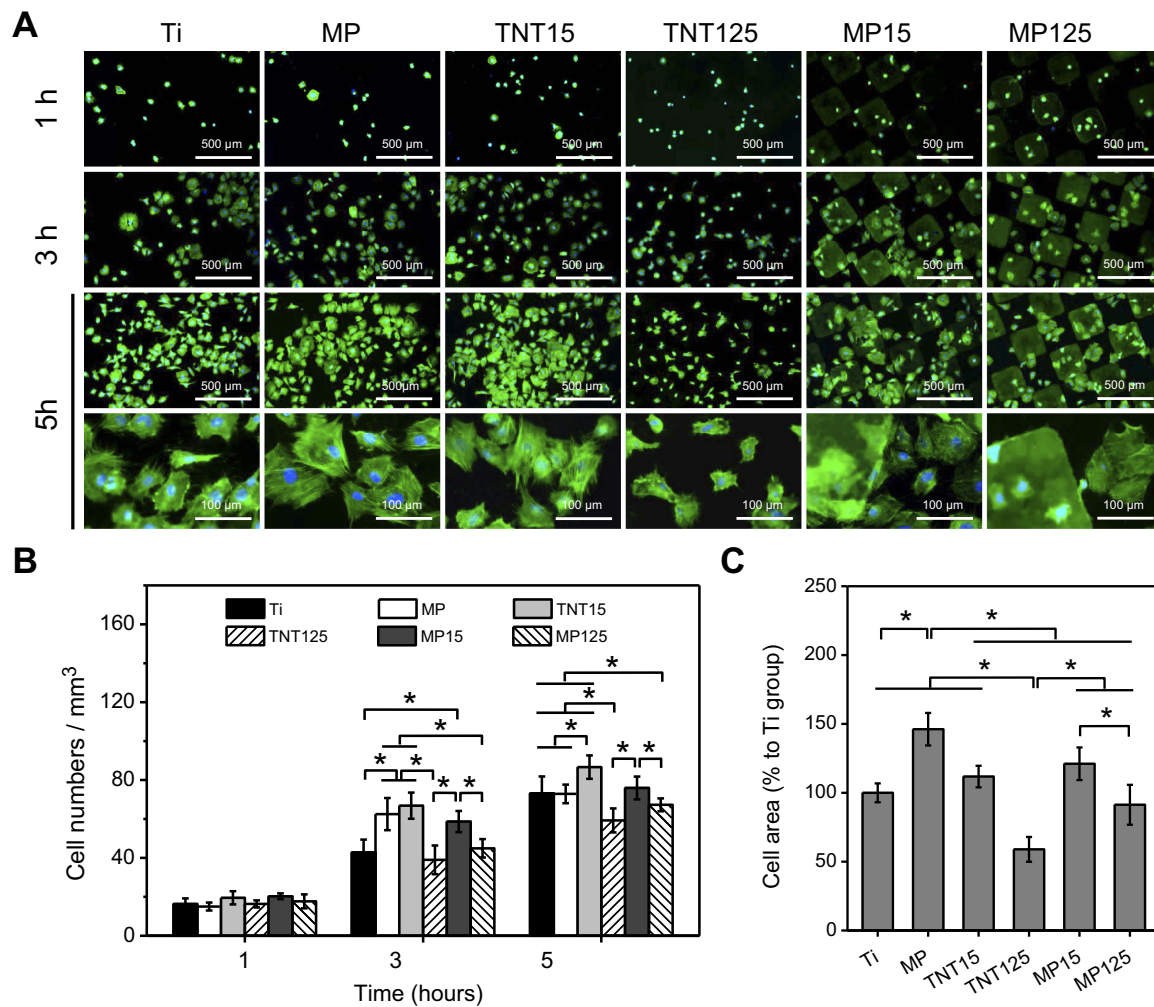 A
Ti MP TNT15 TNT125 MP15 MP125
1 h
500 µm 500 µm 500 µm 500 µm 500 µm 500 µm
3 h
500 µm 500 µm 500 µm 500 µm 500 µm 500 µm
5h
500 µm 500 µm 500 µm 500 µm 500 µm 500 µm
100 µm 100 µm 100 µm 100 µm 100 µm 100 µm
B
Cell numbers / mm³
160
120
80
40
0
Ti MP TNT15
TNT125 MP15 MP125
* * * * * * *
* * * * * *
1 3 5
Time (hours)
C
Cell area (% to Ti group)
250
200
150
100
50
0
* *
* *
*
Ti MP TNT15 TNT125 MP15 MP125